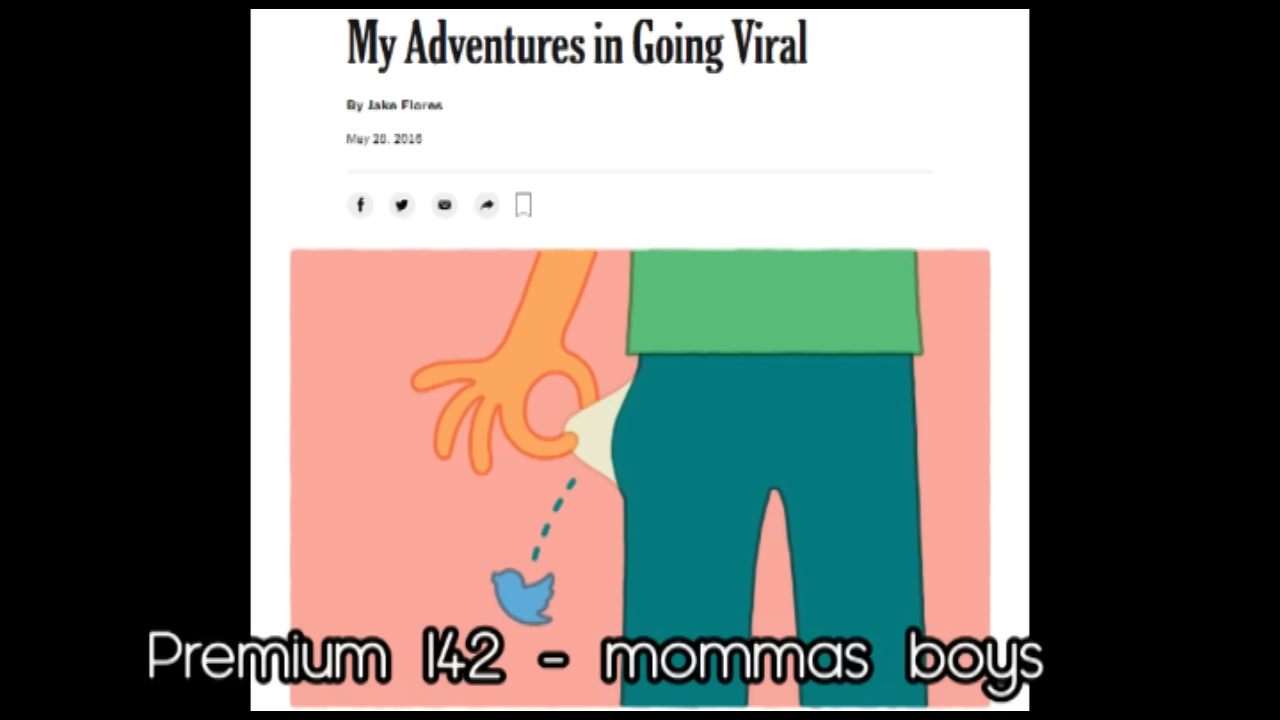 My Adventures in Going Viral
By Jake Flores
May 28, 2016
Premium 142 - mommas boys